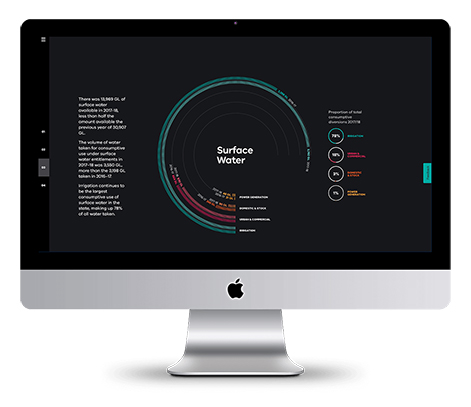 There was 13,989 GL of
surface water
available in 2017-18,
less than half the
amount available the
previous year of 30,907
GL.
The volume of water
taken for consumptive
use under surface
water entitlements in
2017-18 was 3,580 GL,
more than the 2,198 GL
taken in 2016-17.
Irrigation continues to
be the largest
consumptive use of
surface water in the
state, making up 78%
of all water taken.
Surface
Water
POWER GENERATION
DOMESTIC & STOCK
URBAN & COMMERCIAL
IRRIGATION
Proportion of total
consumptive
diversions 2017/18
78%
IRRIGATION
URBAN &
COMMERCIAL
DOMESTIC
& STOCK
POWER
GENERATION